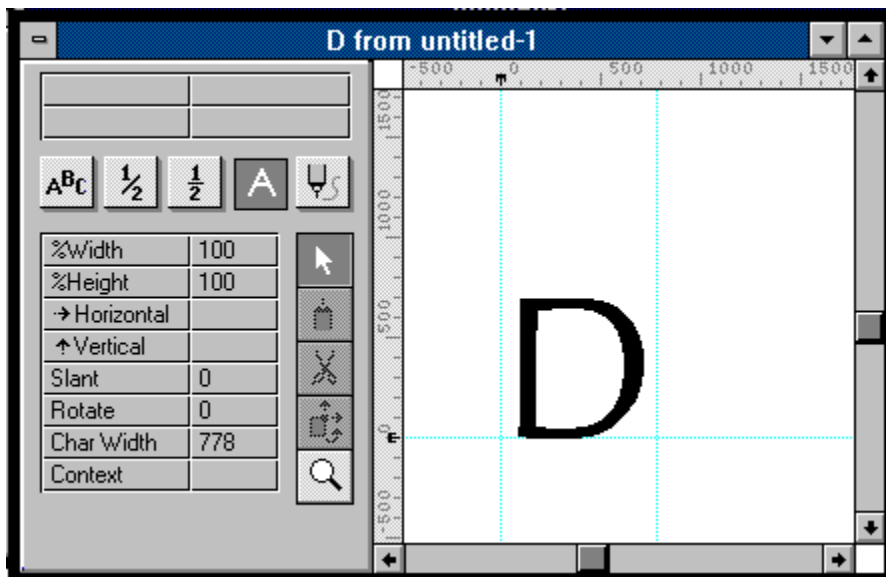 D from untitled-1
-500 0 500 1000 1500
ABC 1/2 1/2 A S
%Width 100
%Height 100
→Horizontal
↑Vertical
Slant 0
Rotate 0
Char Width 778
Context
1500
1000
500
0
-500
D